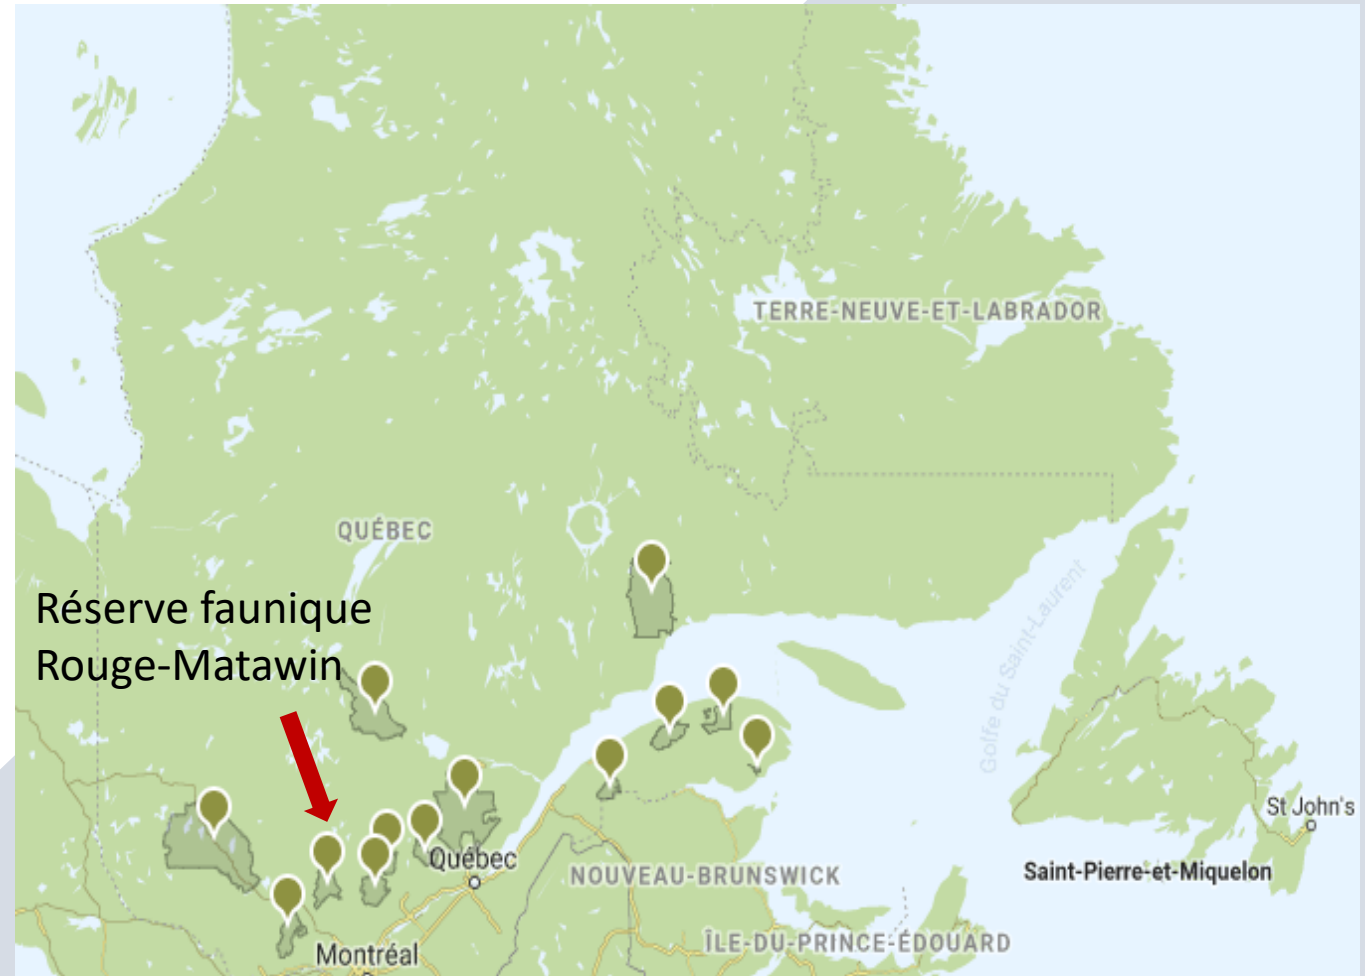 TERRE-NEUVE-ET-LABRADOR
QUÉBEC
Réserve faunique
Rouge-Matawin
Golfe du Saint-Laurent
St John's
Québec
NOUVEAU-BRUNSWICK
Saint-Pierre-et-Miquelon
Montréal
ÎLE-DU-PRINCE-ÉDOUARD